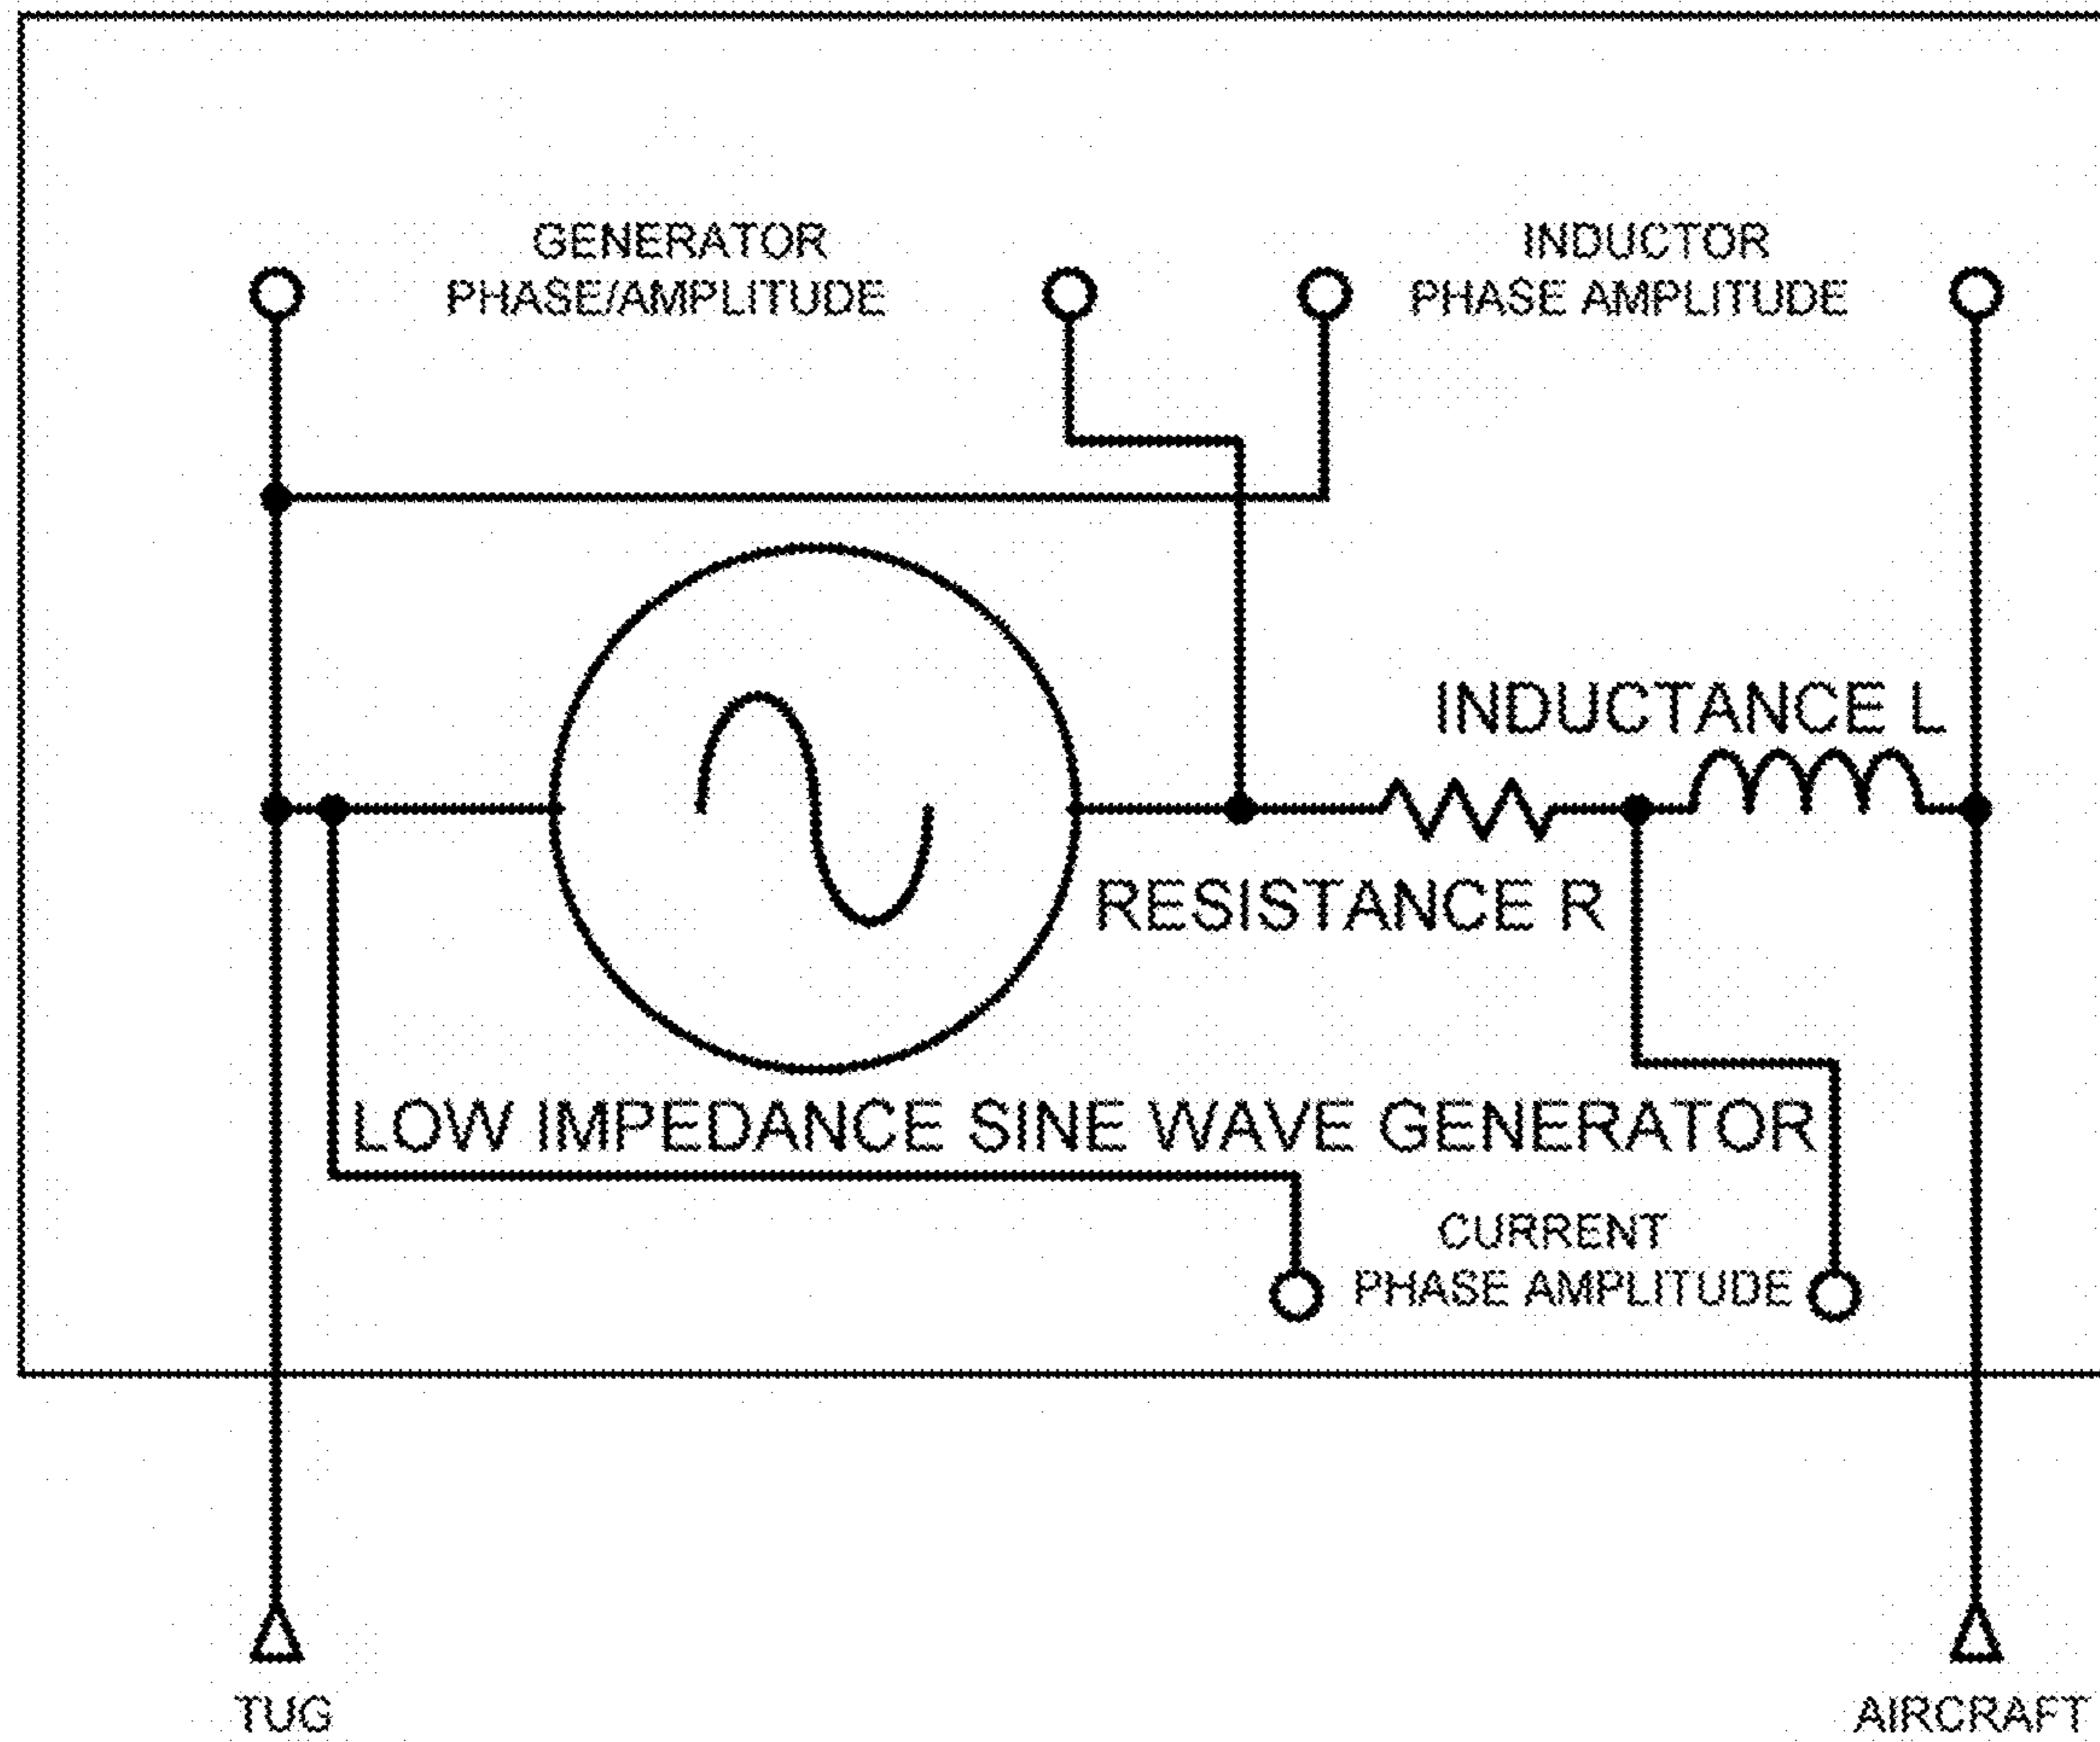 GENERATOR
PHASE/AMPLITUDE
INDUCTOR
PHASE AMPLITUDE
INDUCTANCE L
RESISTANCE R
LOW IMPEDANCE SINE WAVE GENERATOR
CURRENT
PHASE AMPLITUDE
TUG
AIRCRAFT